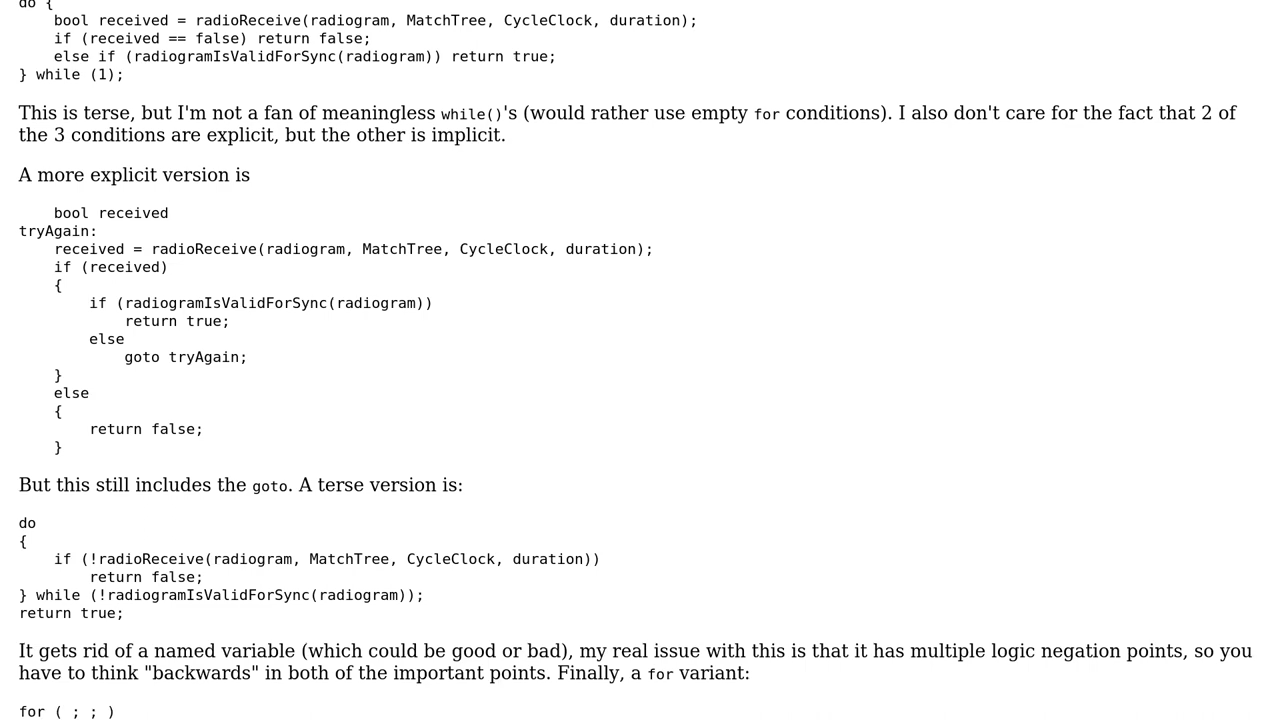 do {
    bool received = radioReceive(radiogram, MatchTree, CycleClock, duration);
    if (received == false) return false;
    else if (radiogramIsValidForSync(radiogram)) return true;
} while (1);
This is terse, but I'm not a fan of meaningless while()'s (would rather use empty for conditions). I also don't care for the fact that 2 of
the 3 conditions are explicit, but the other is implicit.
A more explicit version is
    bool received
tryAgain:
    received = radioReceive(radiogram, MatchTree, CycleClock, duration);
    if (received)
    {
        if (radiogramIsValidForSync(radiogram))
            return true;
        else
            goto tryAgain;
    }
    else
    {
        return false;
    }
But this still includes the goto. A terse version is:
do
{
    if (!radioReceive(radiogram, MatchTree, CycleClock, duration))
        return false;
} while (!radiogramIsValidForSync(radiogram));
return true;
It gets rid of a named variable (which could be good or bad), my real issue with this is that it has multiple logic negation points, so you
have to think "backwards" in both of the important points. Finally, a for variant:
for ( ; ; )